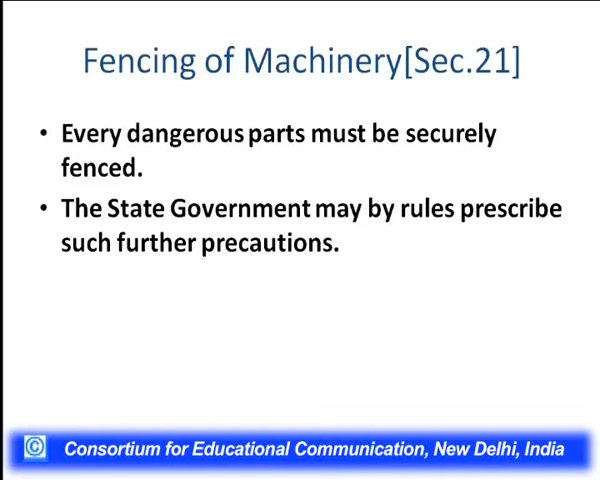 Fencing of Machinery[Sec.21]
• Every dangerous parts must be securely
fenced.
• The State Government may by rules prescribe
such further precautions.
© Consortium for Educational Communication, New Delhi, India